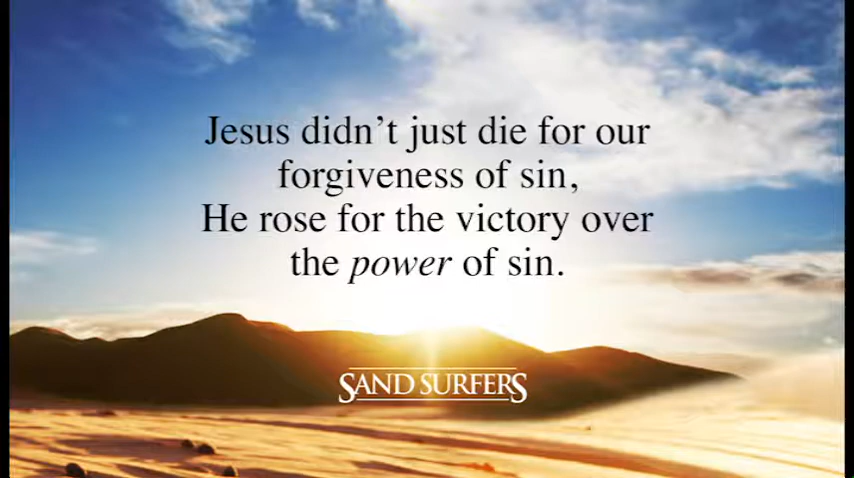 Jesus didn’t just die for our
forgiveness of sin,
He rose for the victory over
the power of sin.
SAND SURFERS